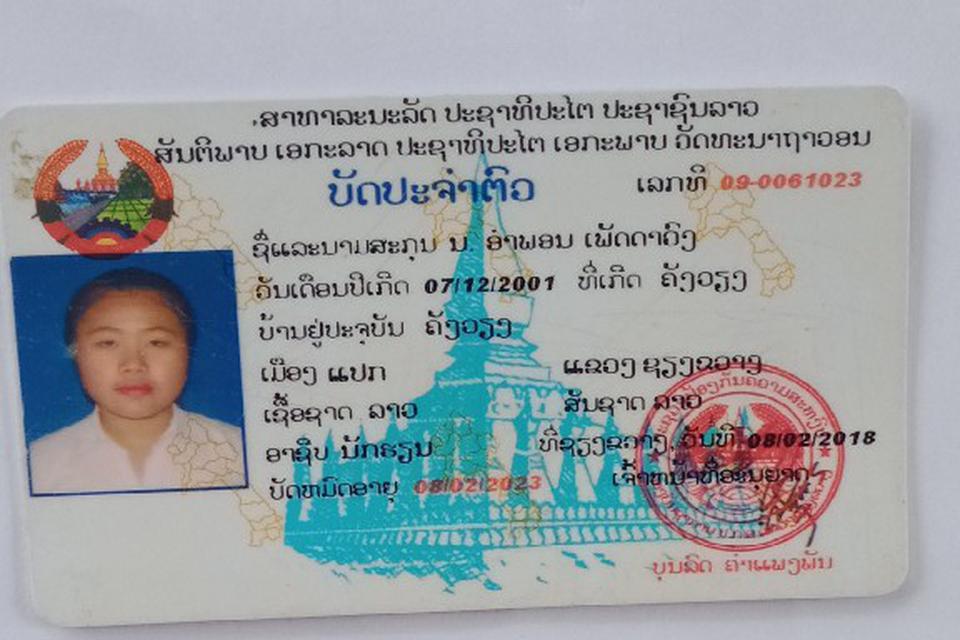 ສາທາລະນະລັດ ປະຊາທິປະໄຕ ປະຊາຊົນລາວ
ສັນຕິພາບ ເອກະລາດ ປະຊາທິປະໄຕ ເອກະພາບ ວັດທະນາຖາວອນ
ບັດປະຈຳຕົວ
ເລກທີ 09-0061023
ຊື່ແລະນາມສະກຸນ ນ. ອຳພອນ ເພັດດາວົງ
ວັນເດືອນປີເກີດ 07/12/2001 ທີ່ເກີດ ຄັງວຽງ
ບ້ານຢູ່ປະຈຸບັນ ຄັງວຽງ
ເມືອງ ແປກ ແຂວງ ຊຽງຂວາງ
ເຊື້ອຊາດ ລາວ ສັນຊາດ ລາວ
ອາຊີບ ນັກຮຽນ ທີ່ຊຽງຂວາງ, ວັນທີ 08/02/2018
ບັດຫມົດອາຍຸ 08/02/2023 ເຈົ້າຫນ້າທີ່ອະນຸຍາດ
ບຸນລົດ ຄຳແພງພັນ